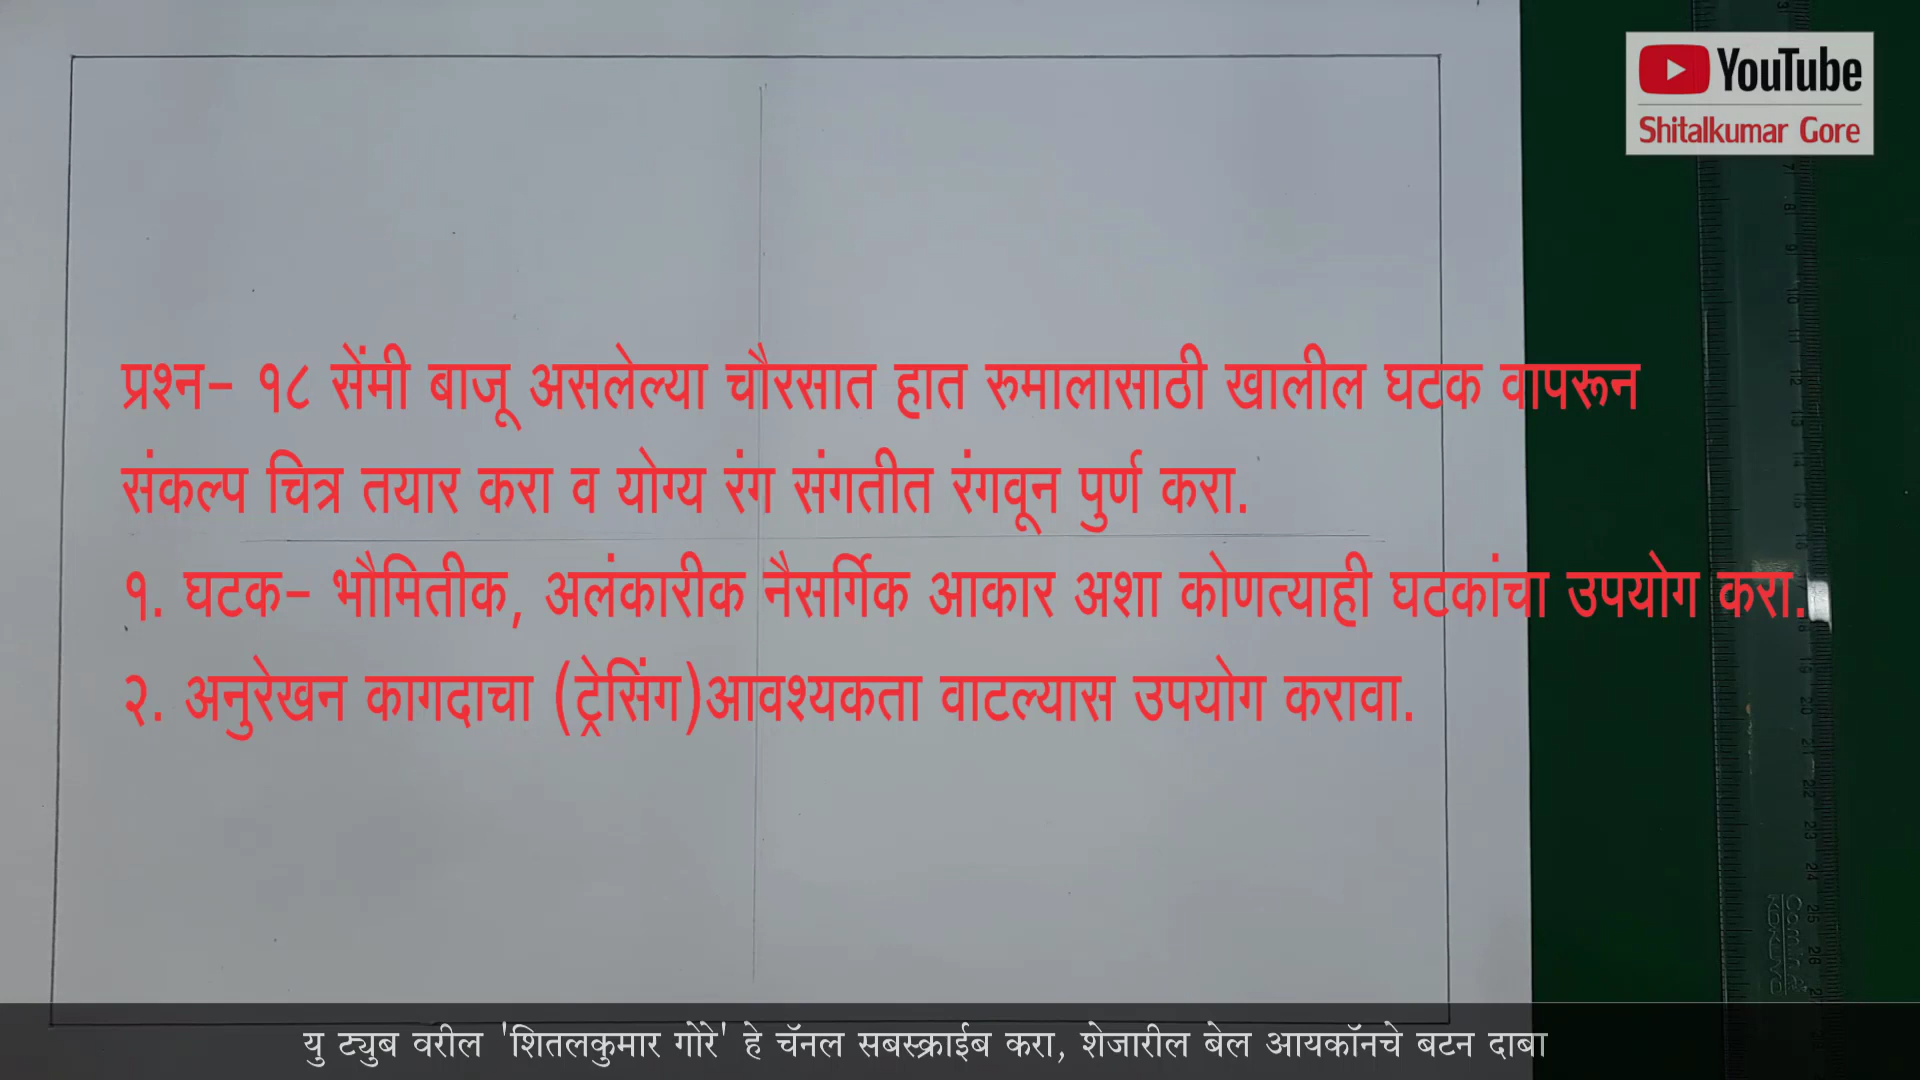 YouTube
Shitalkumar Gore
प्रश्न- १८ सेंमी बाजू असलेल्या चौरसात हात रुमालासाठी खालील घटक वापरून
संकल्प चित्र तयार करा व योग्य रंग संगतीत रंगवून पुर्ण करा.
१. घटक- भौमितीक, अलंकारीक नैसर्गिक आकार अशा कोणत्याही घटकांचा उपयोग करा.
२. अनुरेखन कागदाचा (ट्रेसिंग)आवश्यकता वाटल्यास उपयोग करावा.
यु ट्युब वरील 'शितलकुमार गोरे' हे चॅनल सबस्क्राईब करा, शेजारील बेल आयकॉनचे बटन दाबा